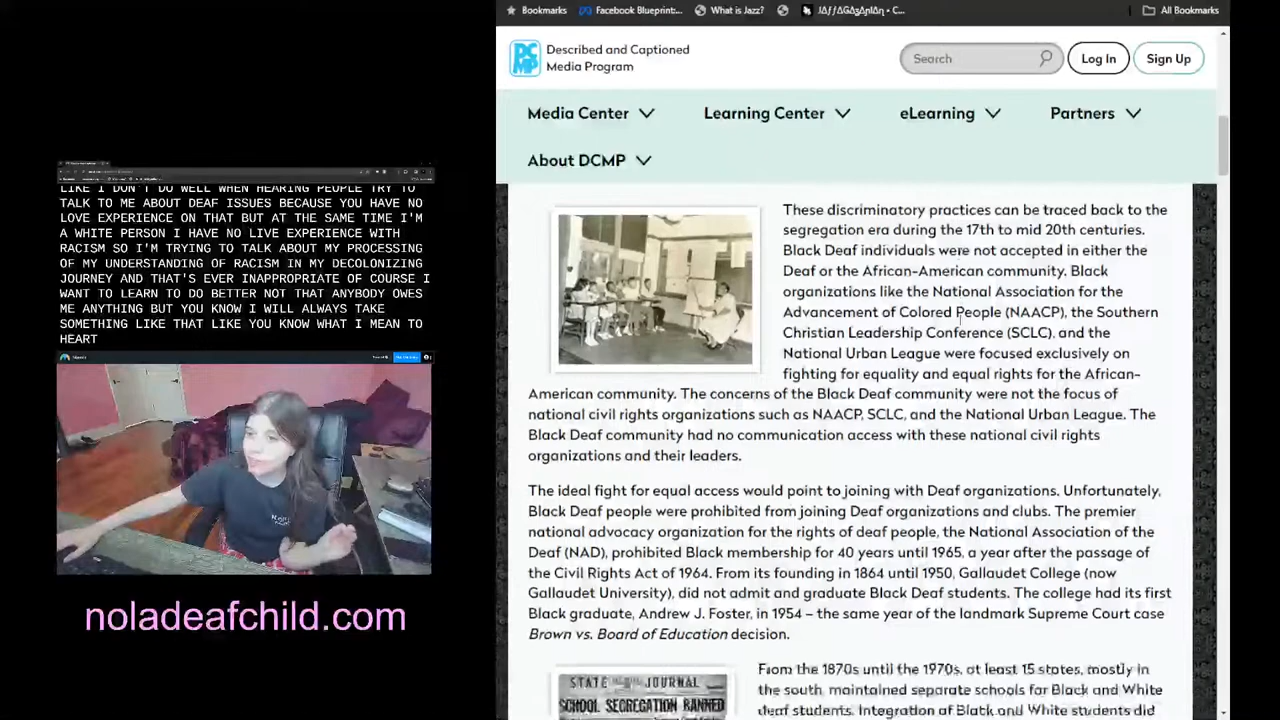 Bookmarks
Facebook Blueprint:...
What is Jazz?
All Bookmarks
Described and Captioned
Media Program
Search
Log In
Sign Up
Media Center
Learning Center
eLearning
Partners
About DCMP
LIKE I DON'T DO WELL WHEN HEARING PEOPLE TRY TO
TALK TO ME ABOUT DEAF ISSUES BECAUSE YOU HAVE NO
LOVE EXPERIENCE ON THAT BUT AT THE SAME TIME I'M
A WHITE PERSON I HAVE NO LIVE EXPERIENCE WITH
RACISM SO I'M TRYING TO TALK ABOUT MY PROCESSING
OF MY UNDERSTANDING OF RACISM IN MY DECOLONIZING
JOURNEY AND THAT'S EVER INAPPROPRIATE OF COURSE I
WANT TO LEARN TO DO BETTER NOT THAT ANYBODY OWES
ME ANYTHING BUT YOU KNOW I WILL ALWAYS TAKE
SOMETHING LIKE THAT LIKE YOU KNOW WHAT I MEAN TO
HEART
noladeafchild.com
These discriminatory practices can be traced back to the
segregation era during the 17th to mid 20th centuries.
Black Deaf individuals were not accepted in either the
Deaf or the African-American community. Black
organizations like the National Association for the
Advancement of Colored People (NAACP), the Southern
Christian Leadership Conference (SCLC), and the
National Urban League were focused exclusively on
fighting for equality and equal rights for the African-
American community. The concerns of the Black Deaf community were not the focus of
national civil rights organizations such as NAACP, SCLC, and the National Urban League. The
Black Deaf community had no communication access with these national civil rights
organizations and their leaders.
The ideal fight for equal access would point to joining with Deaf organizations. Unfortunately,
Black Deaf people were prohibited from joining Deaf organizations and clubs. The premier
national advocacy organization for the rights of deaf people, the National Association of the
Deaf (NAD), prohibited Black membership for 40 years until 1965, a year after the passage of
the Civil Rights Act of 1964. From its founding in 1864 until 1950, Gallaudet College (now
Gallaudet University), did not admit and graduate Black Deaf students. The college had its first
Black graduate, Andrew J. Foster, in 1954 – the same year of the landmark Supreme Court case
Brown vs. Board of Education decision.
From the 1870s until the 1970s, at least 15 states, mostly in
the south, maintained separate schools for Black and White
deaf students. Integration of Black and White students did
STATE JOURNAL
SCHOOL SEGREGATION BANNED